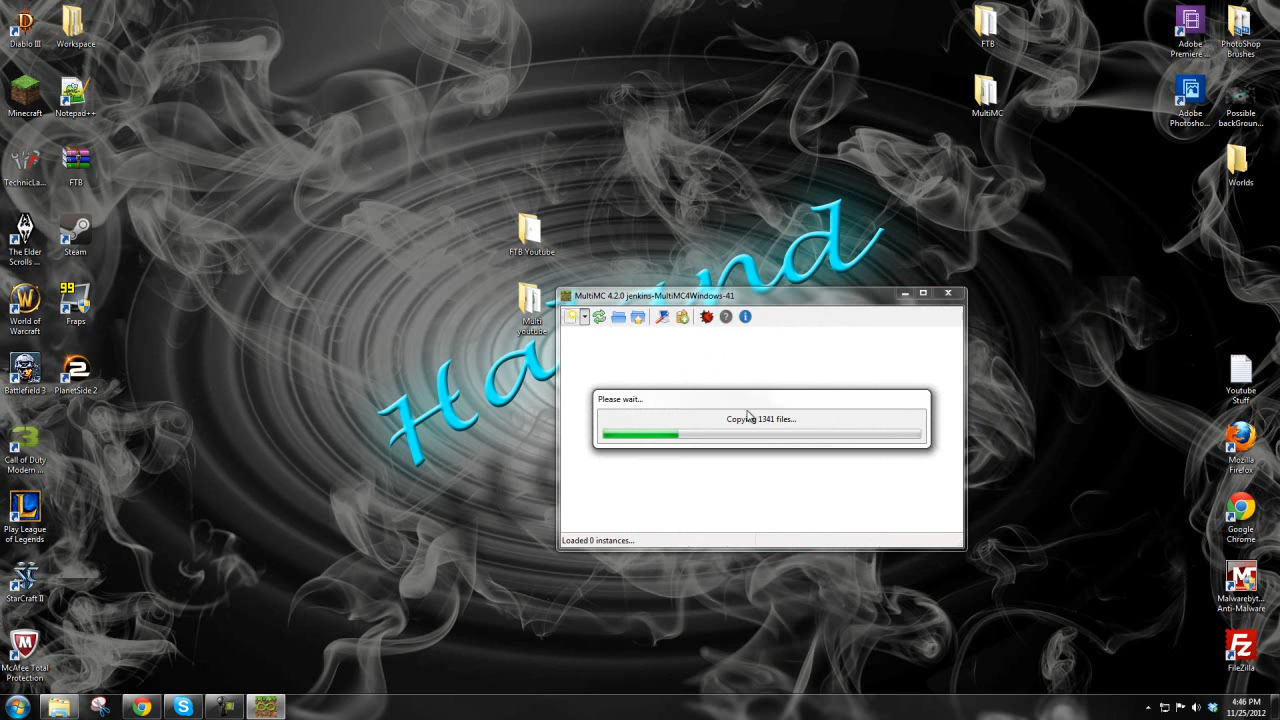 Diablo III
Workspace
FTB
Adobe
Premiere ...
PhotoShop
Brushes
Minecraft
Notepad++
MultiMC
Adobe
Photosho...
Possible
backGroun...
TechnicLa...
FTB
Worlds
The Elder
Scrolls ...
Steam
FTB Youtube
99
World of
Warcraft
Fraps
Multi
youtube
MultiMC 4.2.0 jenkins-MultiMC4Windows-41
Battlefield 3
PlanetSide 2
2
Please wait...
Copying 1341 files...
Youtube
Stuff
3
Call of Duty
Modern ...
Mozilla
Firefox
L
Play League
of Legends
Google
Chrome
Loaded 0 instances...
StarCraft II
Malwarebyt...
Anti-Malware
McAfee Total
Protection
FZ
FileZilla
4:46 PM
11/25/2012